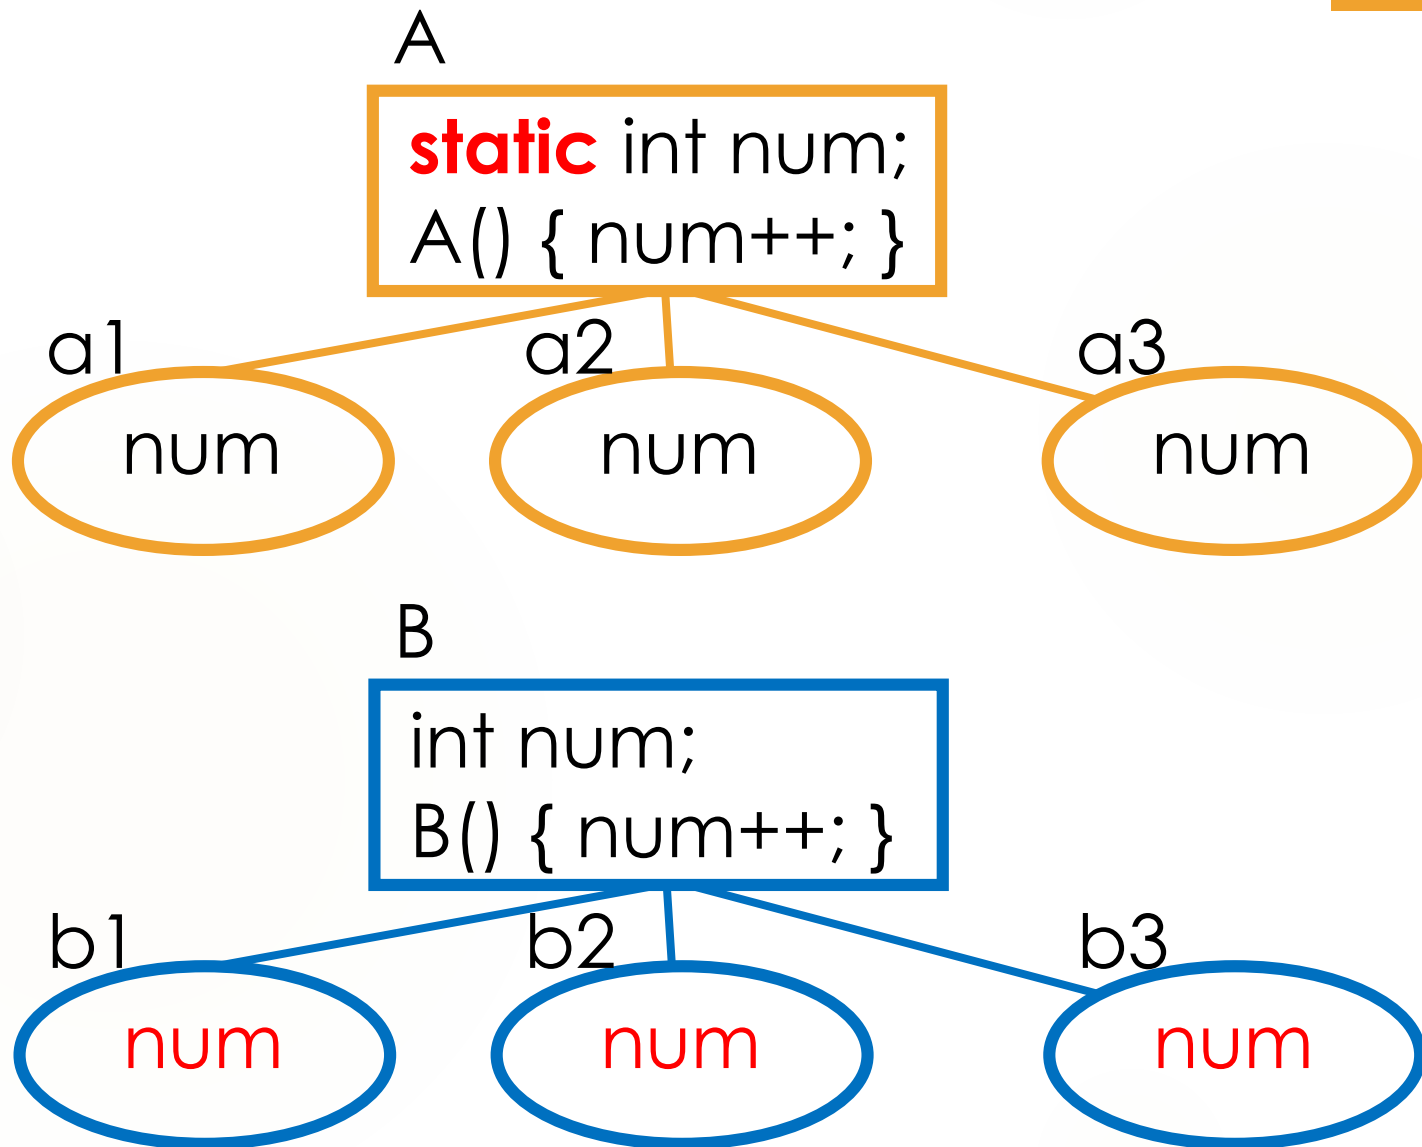 A
static int num;
A() { num++; }
a1 a2 a3
num num num
B
int num;
B() { num++; }
b1 b2 b3
num num num